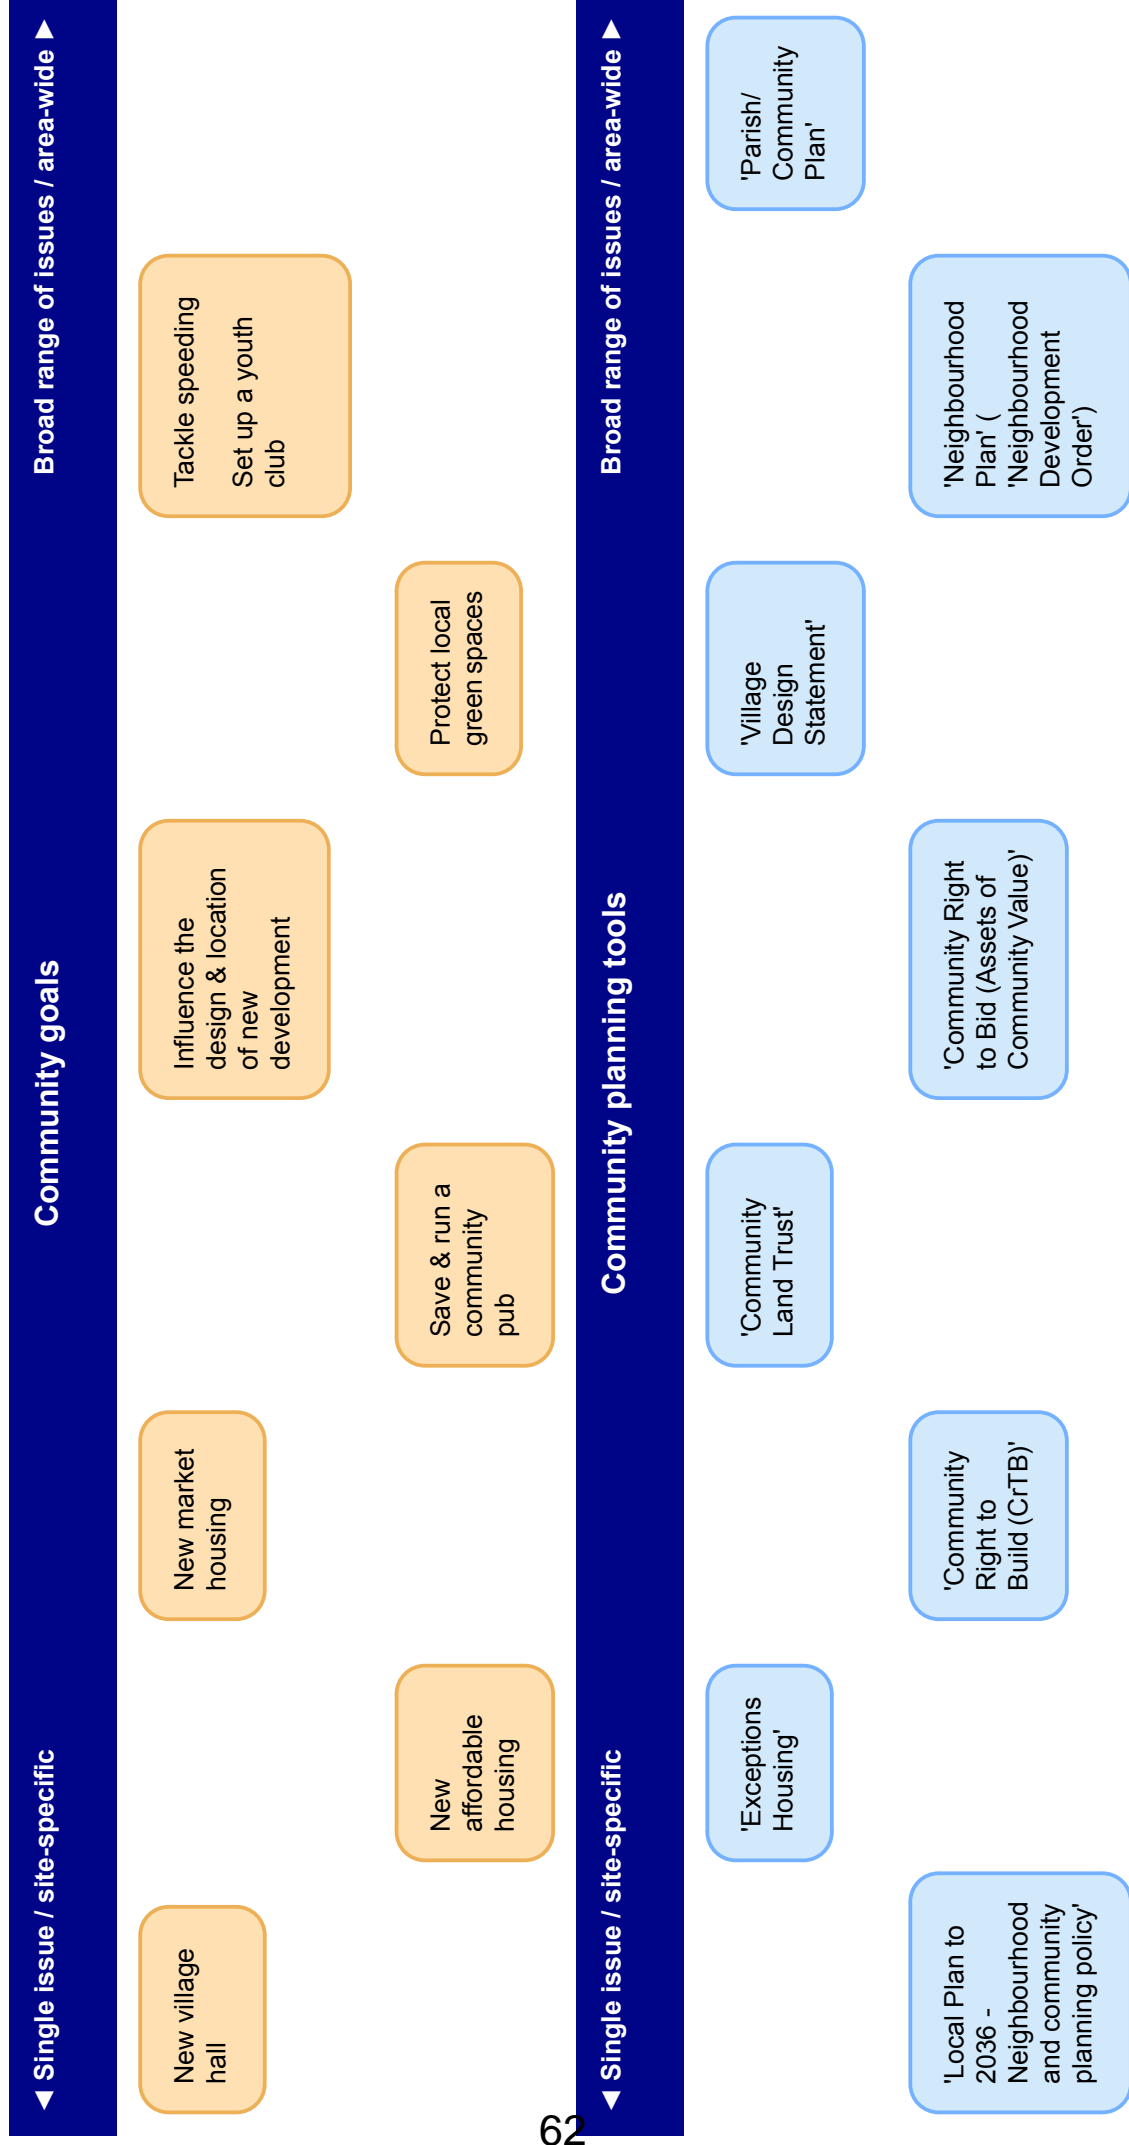 ◄ Single issue / site-specific
Community goals
Broad range of issues / area-wide ►
New village
hall
New
affordable
housing
New market
housing
Save & run a
community
pub
Influence the
design & location
of new
development
Protect local
green spaces
Tackle speeding
Set up a youth
club
◄ Single issue / site-specific
Community planning tools
Broad range of issues / area-wide ►
'Local Plan to
2036 -
Neighbourhood
and community
planning policy'
'Exceptions
Housing'
'Community
Right to
Build (CrTB)'
'Community
Land Trust'
'Community Right
to Bid (Assets of
Community Value)'
'Village
Design
Statement'
'Neighbourhood
Plan' (
'Neighbourhood
Development
Order')
'Parish/
Community
Plan'
62